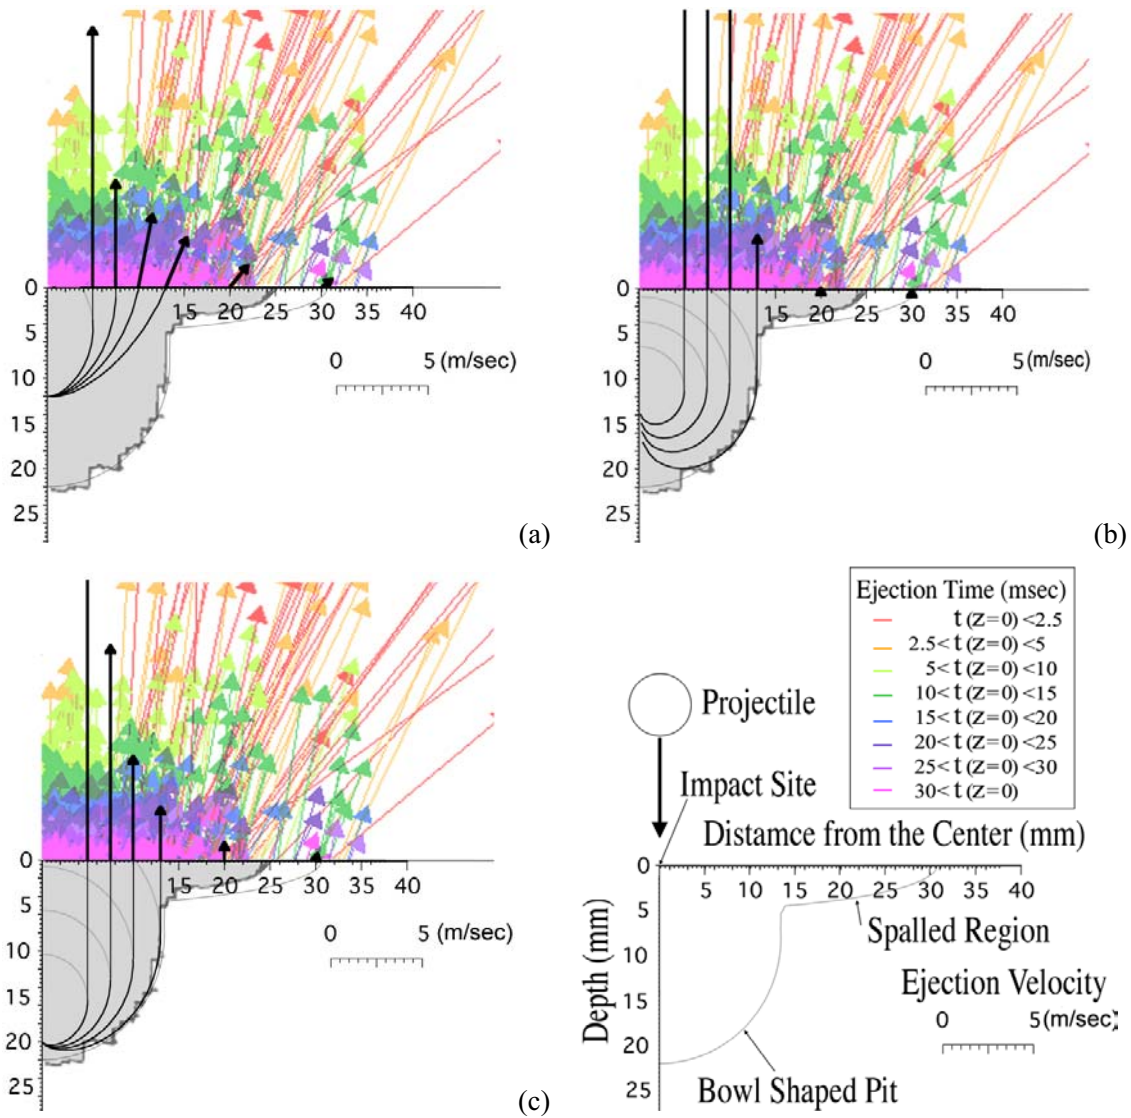 0 15 20 25 30 35 40
5
10
15
20
25
0 5 (m/sec)
(a)
0 15 20 25 30 35 40
5
10
15
20
25
0 5 (m/sec)
(b)
0 15 20 25 30 40
5
10
15
20
25
0 5 (m/sec)
(c)
Ejection Time (msec)
t (z=0) <2.5
2.5< t (z=0) <5
5< t (z=0) <10
10< t (z=0) <15
15< t (z=0) <20
20< t (z=0) <25
25< t (z=0) <30
30< t (z=0)
Projectile
Impact Site
Distamce from the Center (mm)
0 5 10 15 20 25 30 40
5
10
15
20
25
Depth (mm)
Spalled Region
Ejection Velocity
0 5 (m/sec)
Bowl Shaped Pit